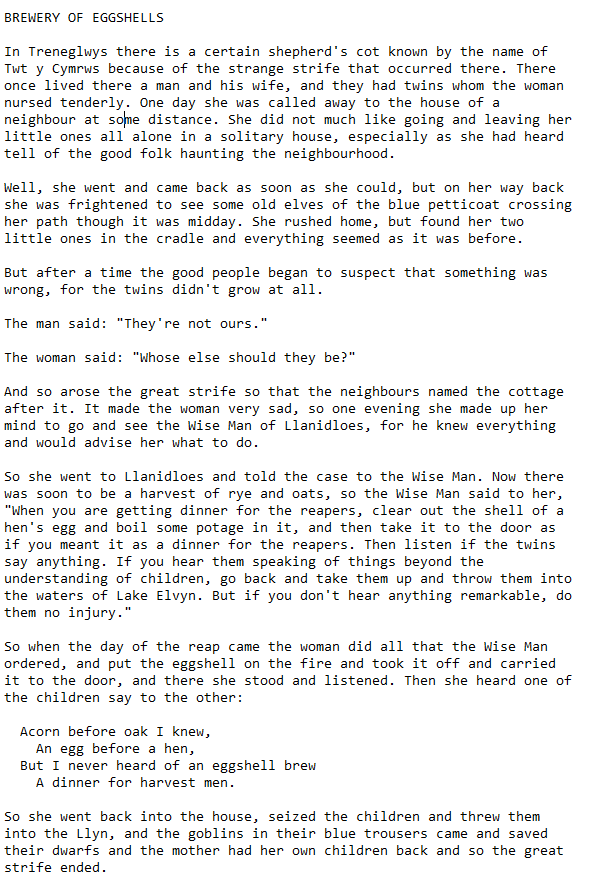 BREWERY OF EGGSHELLS
In Treneglwys there is a certain shepherd's cot known by the name of
Twt y Cymrws because of the strange strife that occurred there. There
once lived there a man and his wife, and they had twins whom the woman
nursed tenderly. One day she was called away to the house of a
neighbour at some distance. She did not much like going and leaving her
little ones all alone in a solitary house, especially as she had heard
tell of the good folk haunting the neighbourhood.
Well, she went and came back as soon as she could, but on her way back
she was frightened to see some old elves of the blue petticoat crossing
her path though it was midday. She rushed home, but found her two
little ones in the cradle and everything seemed as it was before.
But after a time the good people began to suspect that something was
wrong, for the twins didn't grow at all.
The man said: "They're not ours."
The woman said: "Whose else should they be?"
And so arose the great strife so that the neighbours named the cottage
after it. It made the woman very sad, so one evening she made up her
mind to go and see the Wise Man of Llanidloes, for he knew everything
and would advise her what to do.
So she went to Llanidloes and told the case to the Wise Man. Now there
was soon to be a harvest of rye and oats, so the Wise Man said to her,
"When you are getting dinner for the reapers, clear out the shell of a
hen's egg and boil some potage in it, and then take it to the door as
if you meant it as a dinner for the reapers. Then listen if the twins
say anything. If you hear them speaking of things beyond the
understanding of children, go back and take them up and throw them into
the waters of Lake Elvyn. But if you don't hear anything remarkable, do
them no injury."
So when the day of the reap came the woman did all that the Wise Man
ordered, and put the eggshell on the fire and took it off and carried
it to the door, and there she stood and listened. Then she heard one of
the children say to the other:
Acorn before oak I knew,
An egg before a hen,
But I never heard of an eggshell brew
A dinner for harvest men.
So she went back into the house, seized the children and threw them
into the Llyn, and the goblins in their blue trousers came and saved
their dwarfs and the mother had her own children back and so the great
strife ended.